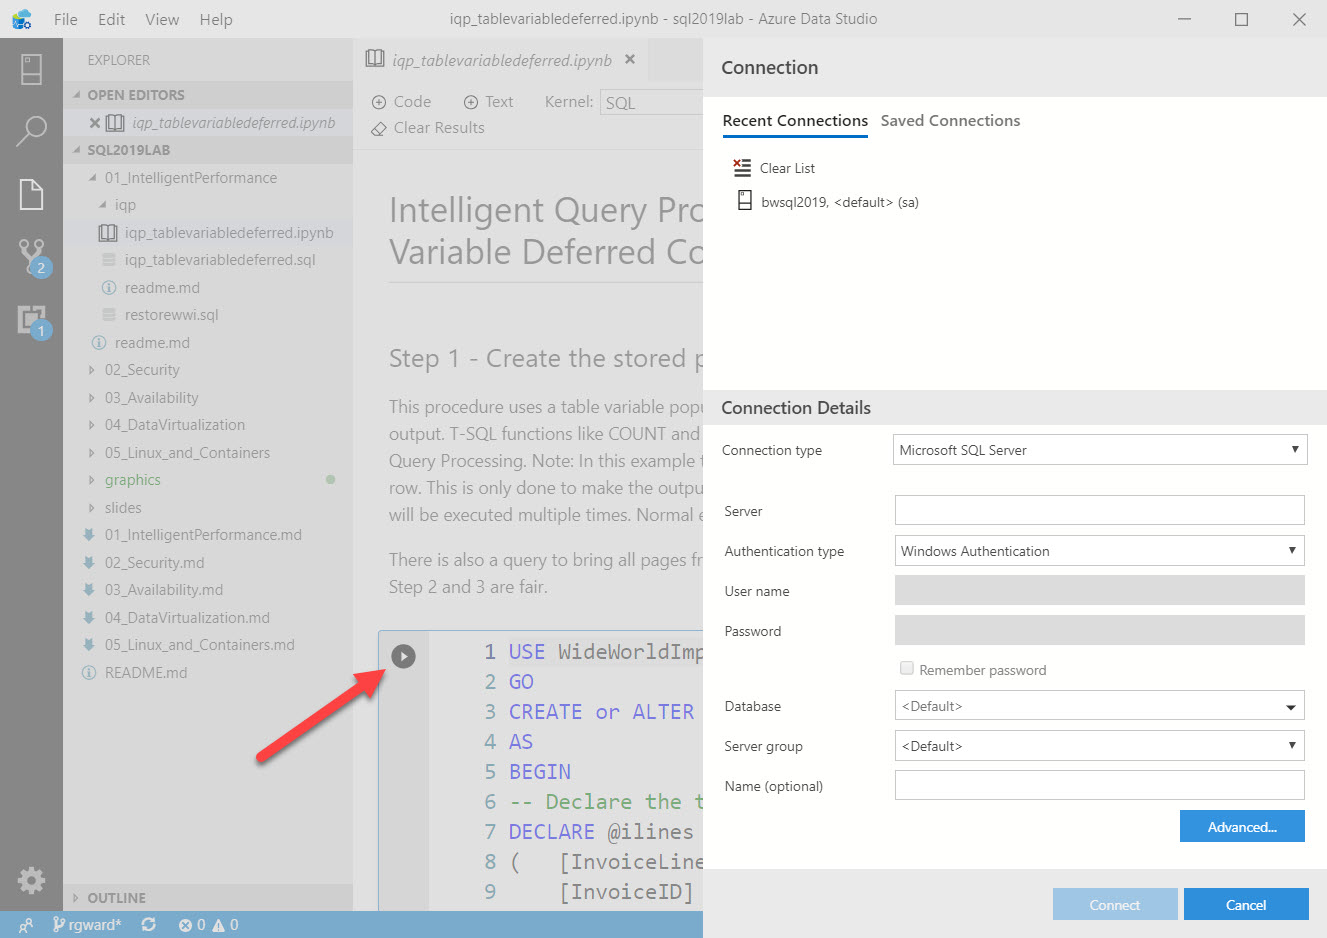 File Edit View Help
iqp_tablevariabledeferred.ipynb - sql2019lab - Azure Data Studio
EXPLORER
OPEN EDITORS
iqp_tablevariabledeferred.ipynb
SQL2019LAB
01_IntelligentPerformance
iqp
iqp_tablevariabledeferred.ipynb
iqp_tablevariabledeferred.sql
readme.md
restorewwi.sql
readme.md
02_Security
03_Availability
04_DataVirtualization
05_Linux_and_Containers
graphics
slides
01_IntelligentPerformance.md
02_Security.md
03_Availability.md
04_DataVirtualization.md
05_Linux_and_Containers.md
README.md
OUTLINE
2
1
rgward* 0 0
iqp_tablevariabledeferred.ipynb
Code Text Kernel: SQL
Clear Results
Intelligent Query Pro
Variable Deferred Co
Step 1 - Create the stored p
This procedure uses a table variable popu
output. T-SQL functions like COUNT and
Query Processing. Note: In this example t
row. This is only done to make the outpu
will be executed multiple times. Normal e
There is also a query to bring all pages fr
Step 2 and 3 are fair.
1 USE WideWorldImp
2 GO
3 CREATE or ALTER
4 AS
5 BEGIN
6 -- Declare the t
7 DECLARE @ilines
8 ( [InvoiceLine
9 [InvoiceID]
Connection
Recent Connections Saved Connections
Clear List
bwsql2019, <default> (sa)
Connection Details
Connection type Microsoft SQL Server
Server
Authentication type Windows Authentication
User name
Password
Remember password
Database <Default>
Server group <Default>
Name (optional)
Advanced...
Connect Cancel